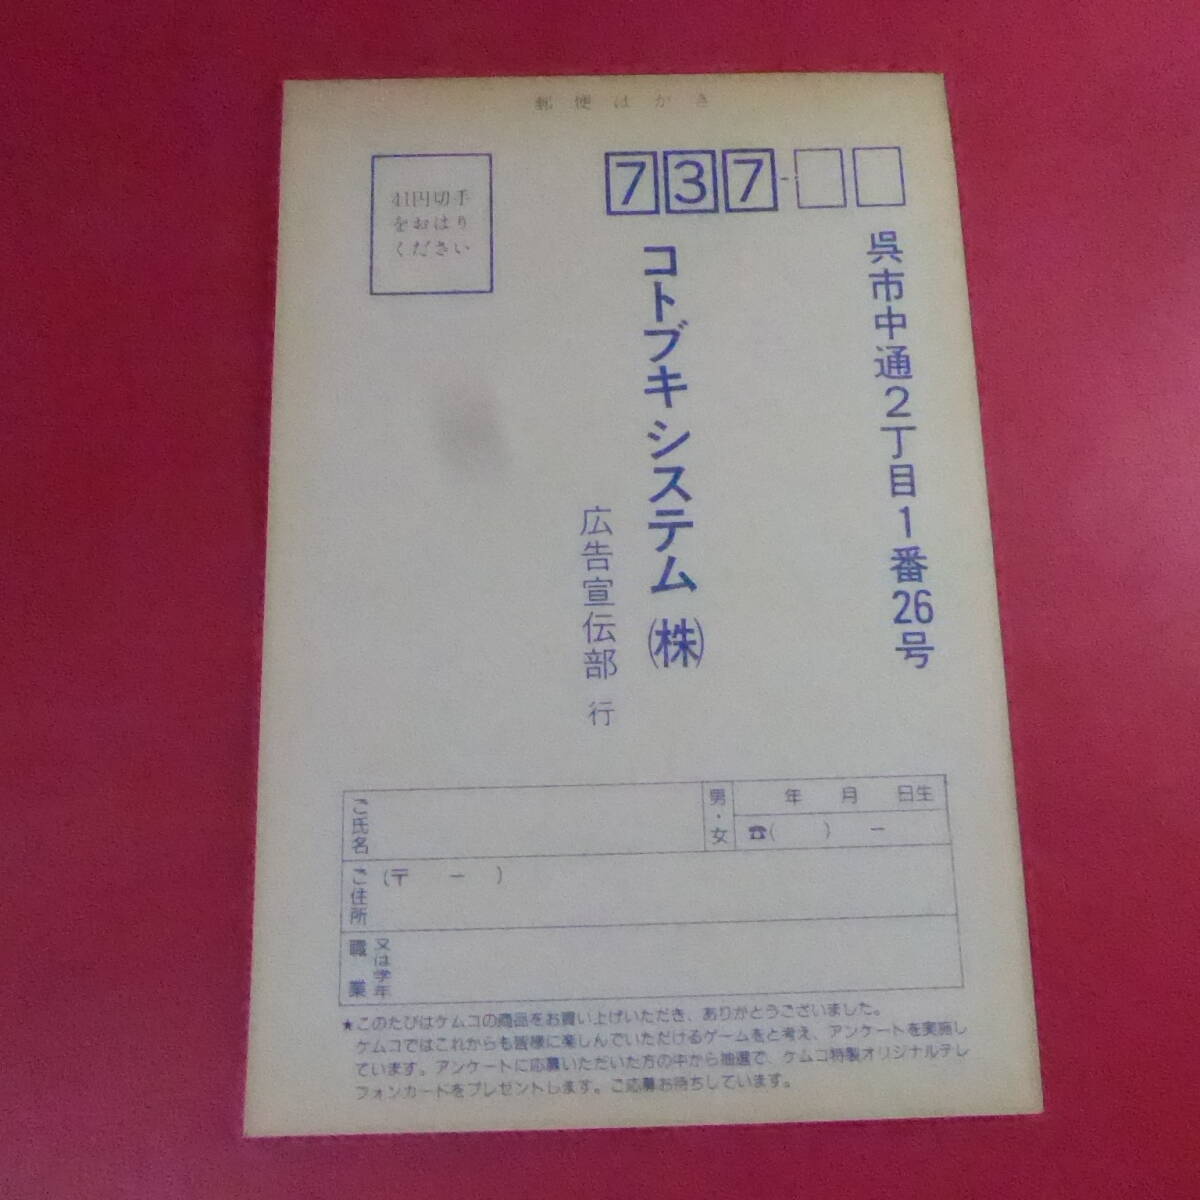 郵便はがき
41円切手
をおはり
ください
737-
呉市中通2丁目1番26号
コトブキシステム(株)
広告宣伝部 行
ご氏名
男・女
年 月 日生
☎( ) −
ご住所
(〒 − )
職業
又は学年
★このたびはケムコの商品をお買い上げいただき、ありがとうございました。
ケムコではこれからも皆様に楽しんでいただけるゲームをと考え、アンケートを実施し
ています。アンケートに応募いただいた方の中から抽選で、ケムコ特製オリジナルテレ
フォンカードをプレゼントします。ご応募お待ちしています。